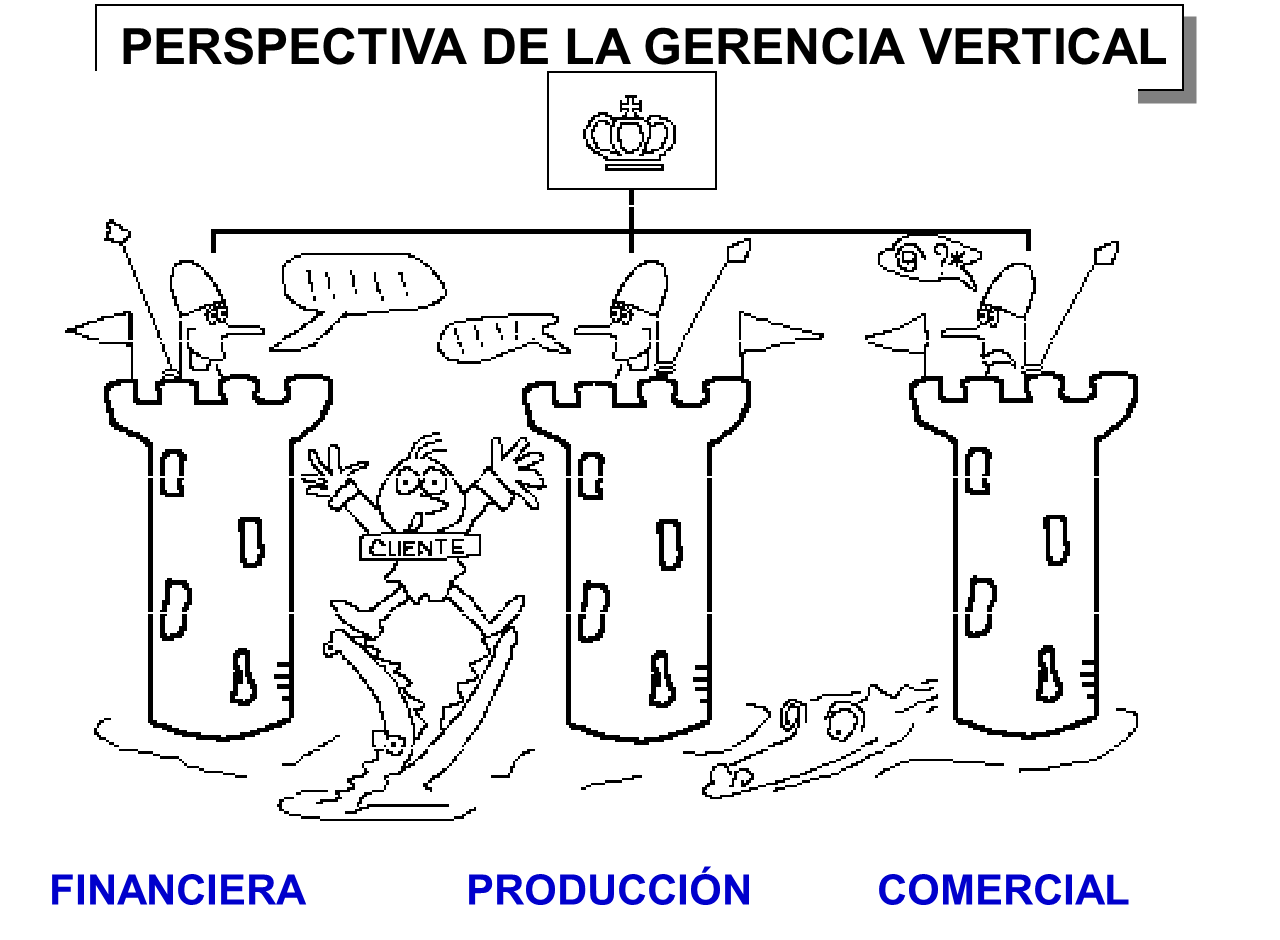 PERSPECTIVA DE LA GERENCIA VERTICAL
CLIENTE
FINANCIERA
PRODUCCIÓN
COMERCIAL